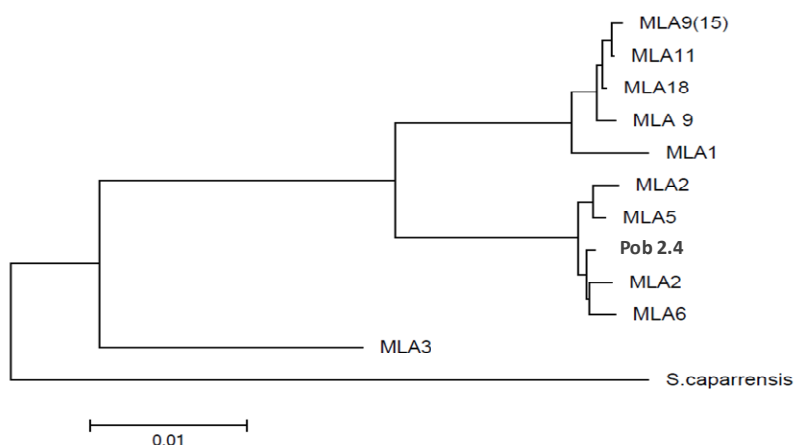 MLA9(15)
MLA11
MLA18
MLA 9
MLA1
MLA2
MLA5
Pob 2.4
MLA2
MLA6
MLA3
S.caparrensis
0.01